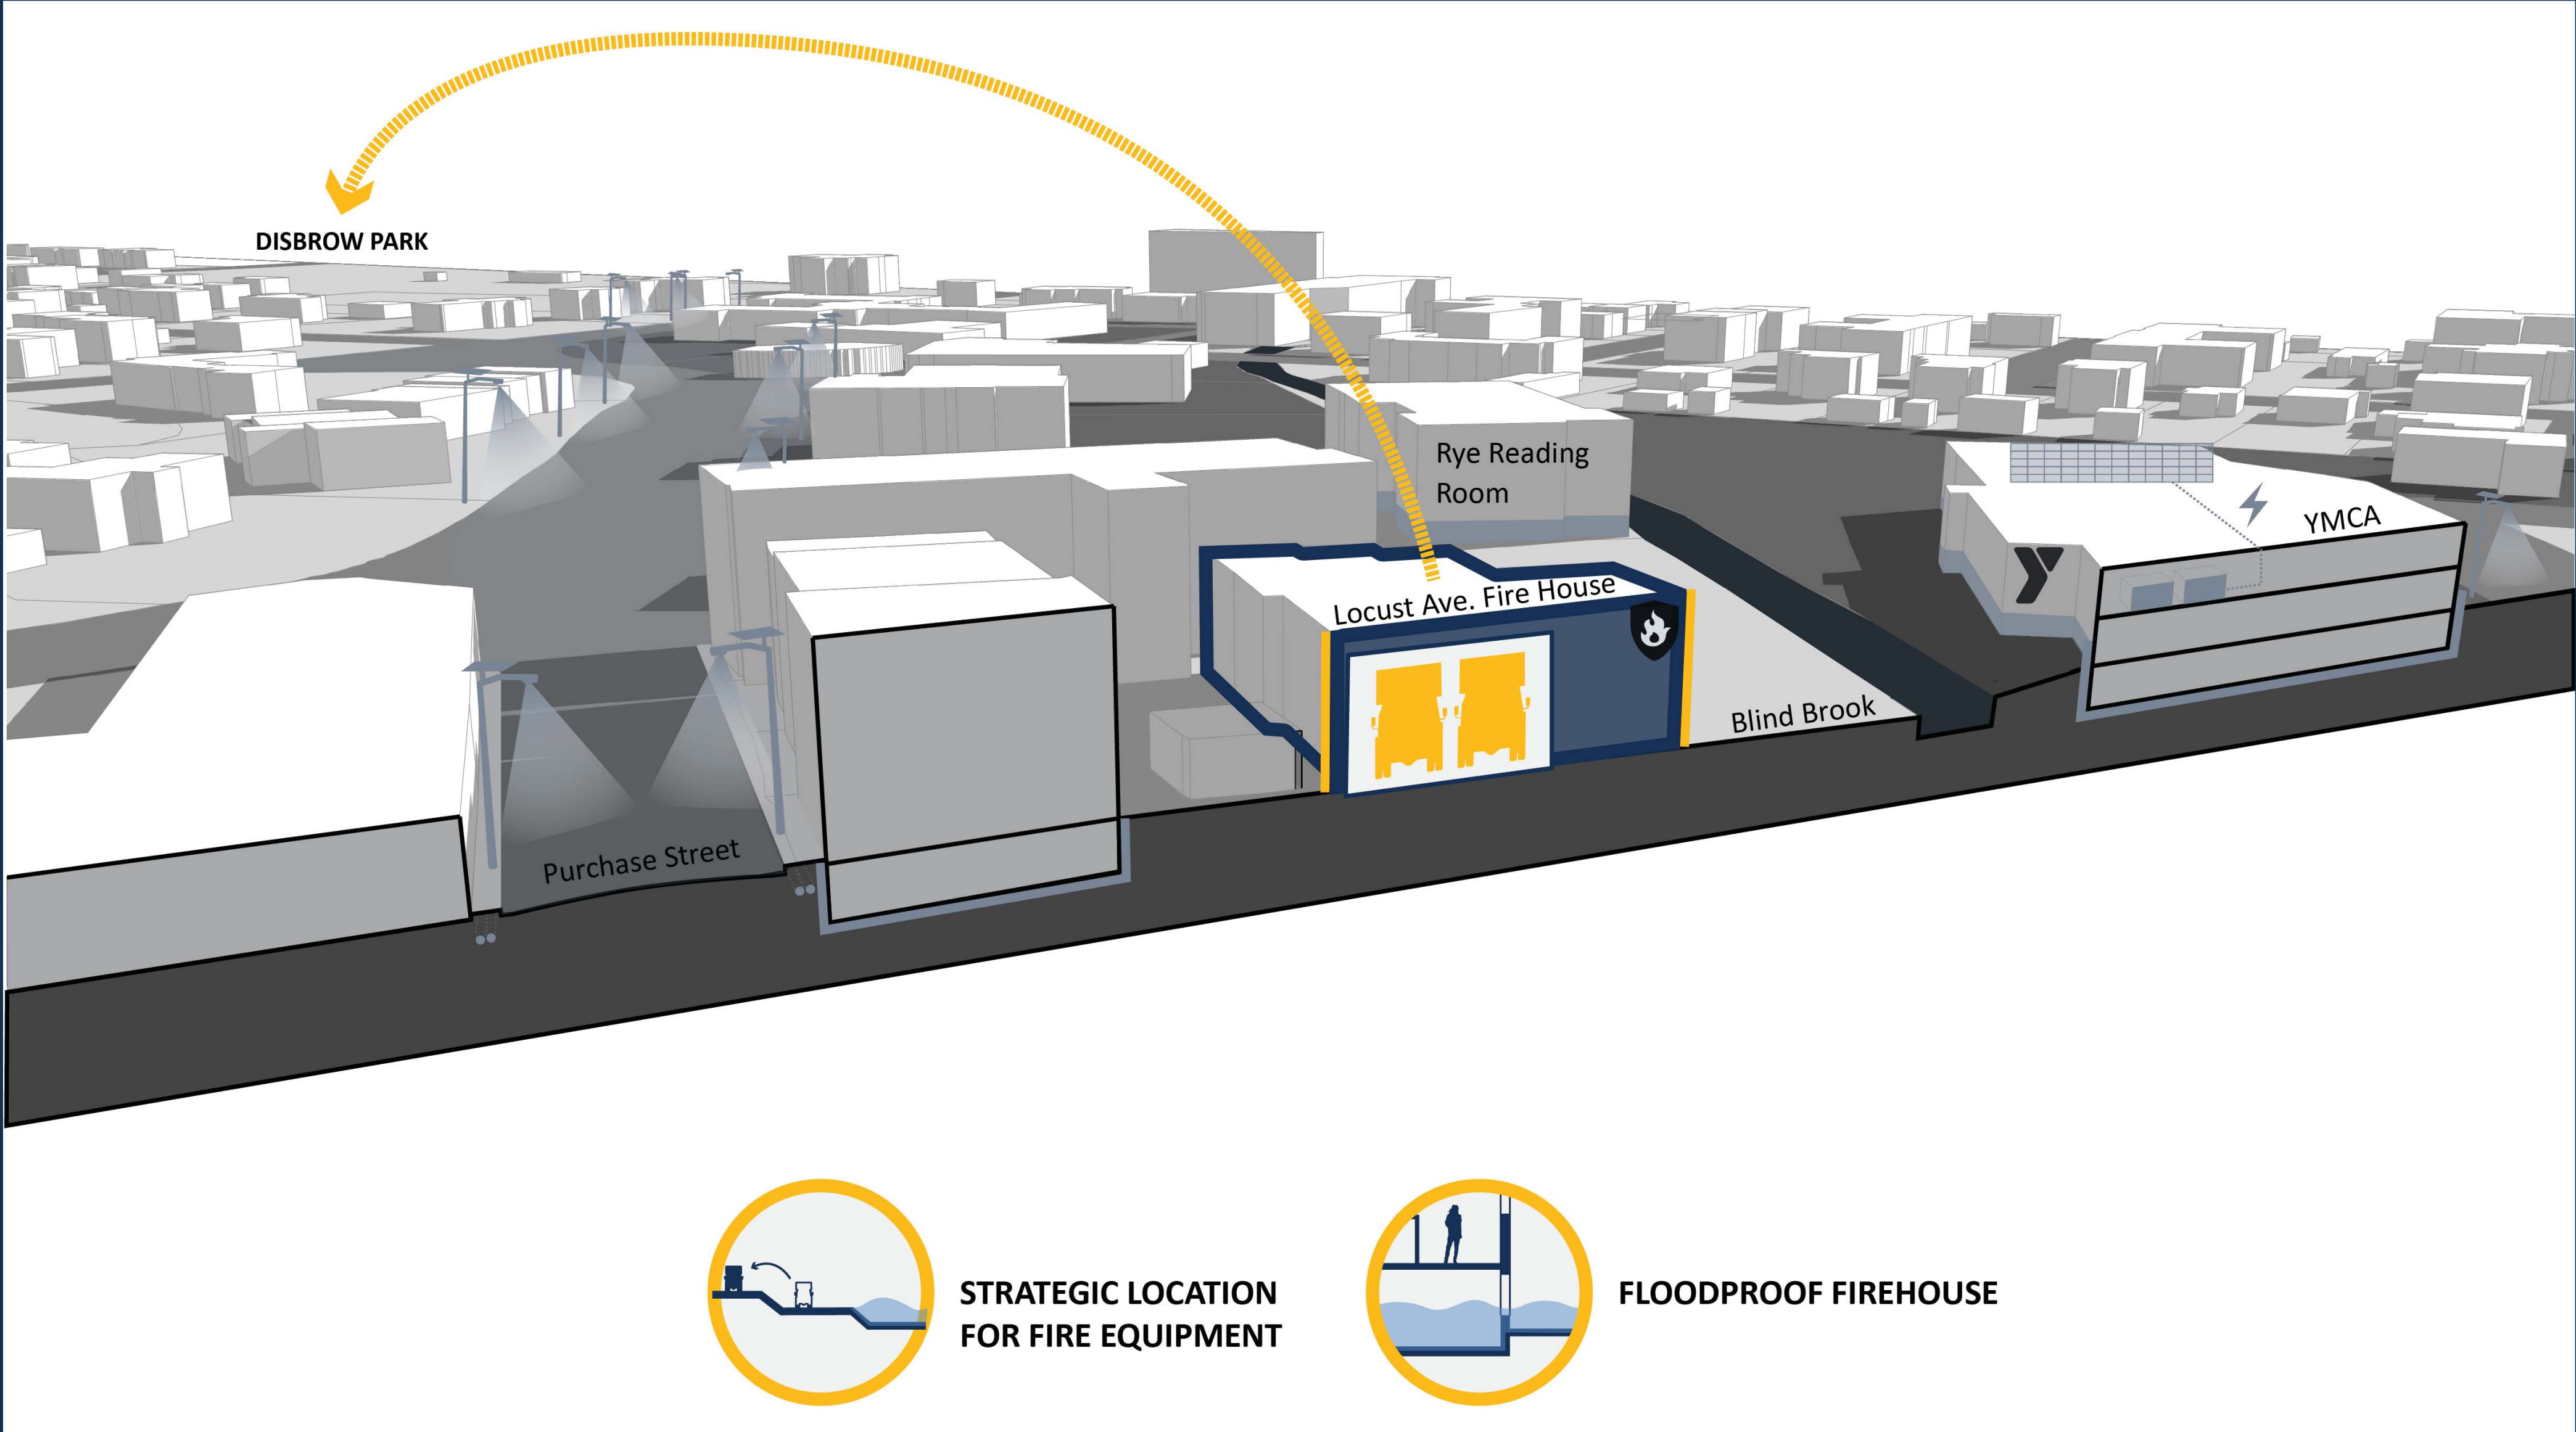 DISBROW PARK
Rye Reading
Room
YMCA
Locust Ave. Fire House
Blind Brook
Purchase Street
STRATEGIC LOCATION
FOR FIRE EQUIPMENT
FLOODPROOF FIREHOUSE